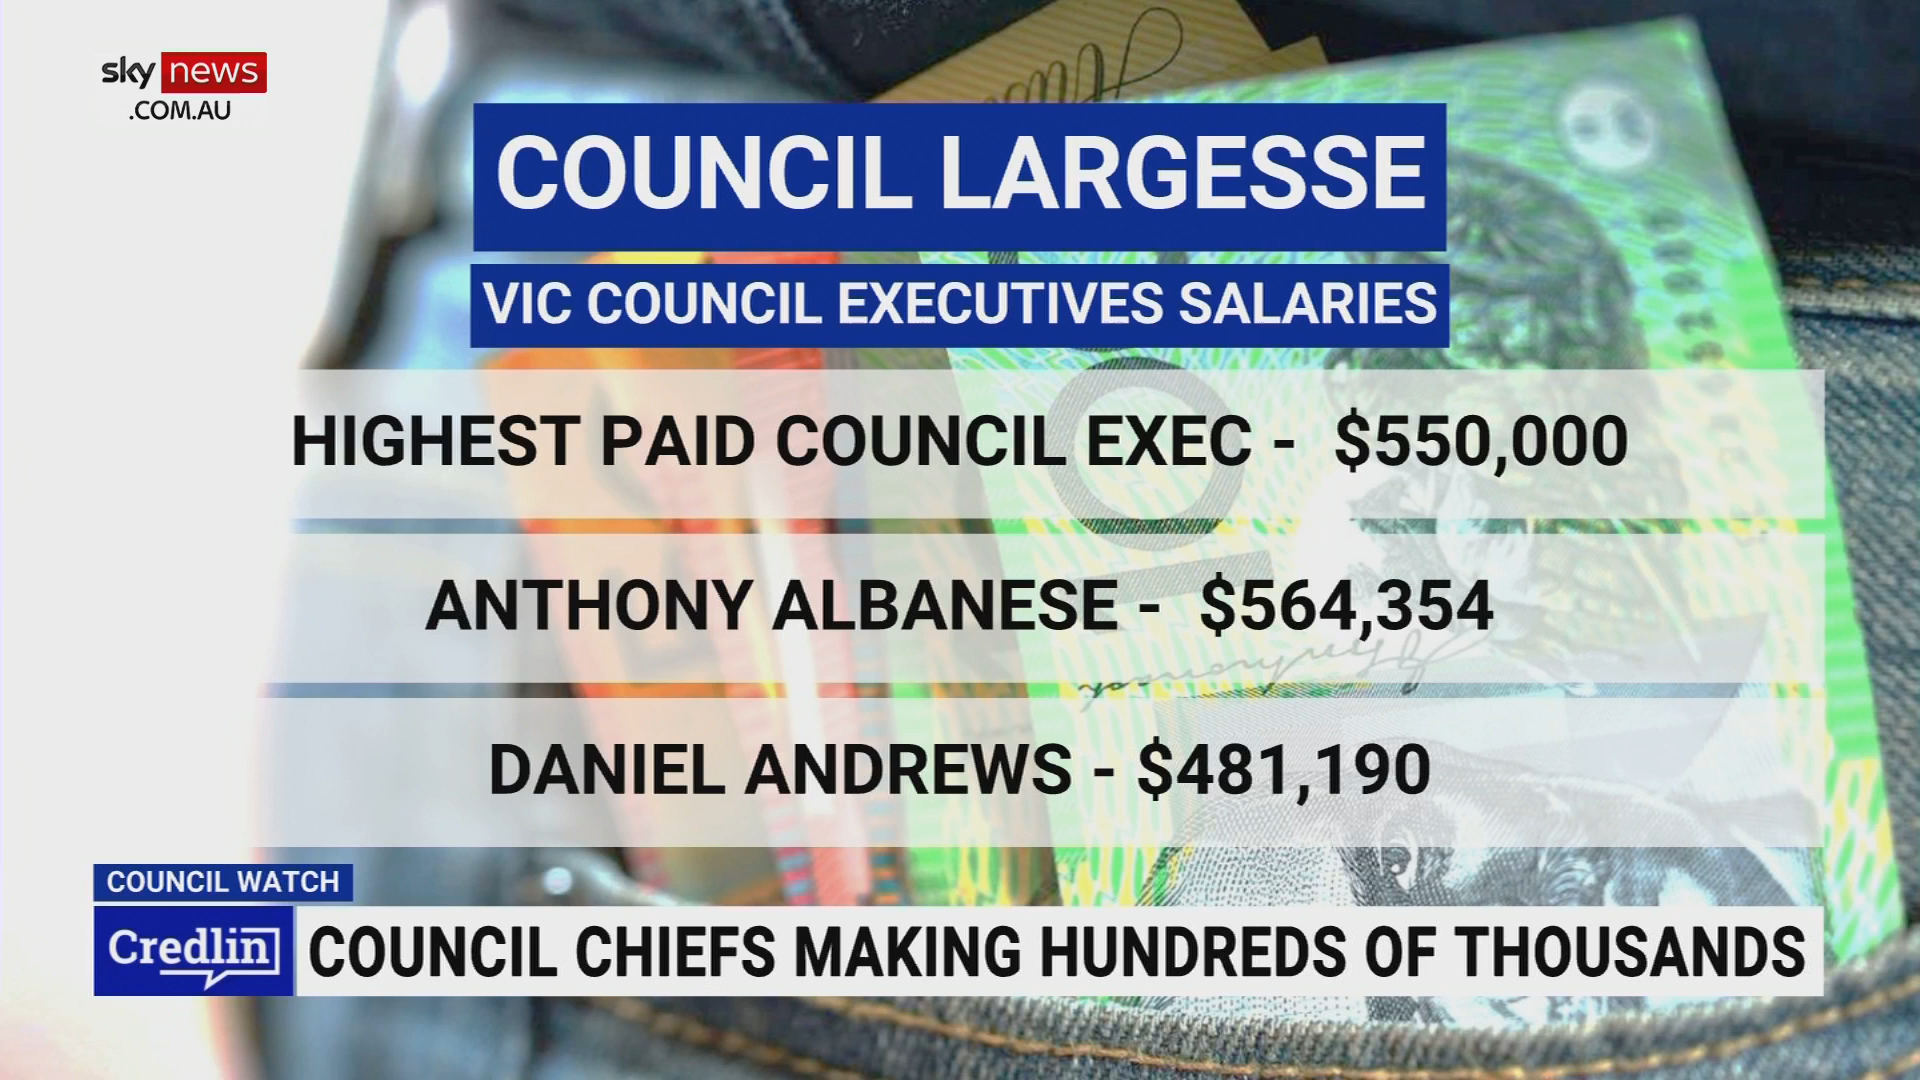 sky news
.COM.AU
COUNCIL LARGESSE
VIC COUNCIL EXECUTIVES SALARIES
HIGHEST PAID COUNCIL EXEC - $550,000
ANTHONY ALBANESE - $564,354
DANIEL ANDREWS - $481,190
COUNCIL WATCH
Credlin
COUNCIL CHIEFS MAKING HUNDREDS OF THOUSANDS